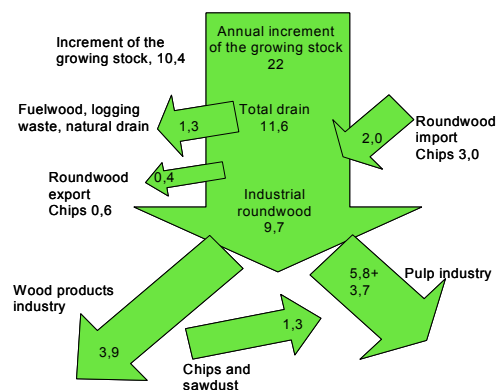 Annual increment
of the growing stock
22
Increment of the
growing stock, 10,4
Fuelwood, logging
waste, natural drain
1,3
Total drain
11,6
2,0
Roundwood
import
Chips 3,0
0,4
Roundwood
export
Chips 0,6
Industrial
roundwood
9,7
Wood products
industry
3,9
5,8+
3,7
Pulp industry
1,3
Chips and
sawdust